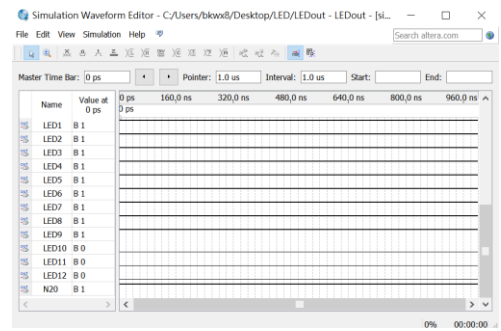 Simulation Waveform Editor - C:/Users/bkwx8/Desktop/LED/LEDout - LEDout - [si...
File Edit View Simulation Help
Search altera.com
Master Time Bar: 0 ps Pointer: 1.0 us Interval: 1.0 us Start: End:
Name Value at 0 ps
0 ps 160.0 ns 320.0 ns 480.0 ns 640.0 ns 800.0 ns 960.0 ns
0 ps
LED1 B 1
LED2 B 1
LED3 B 1
LED4 B 1
LED5 B 1
LED6 B 1
LED7 B 1
LED8 B 1
LED9 B 1
LED10 B 0
LED11 B 0
LED12 B 0
N20 B 1
0% 00:00:00